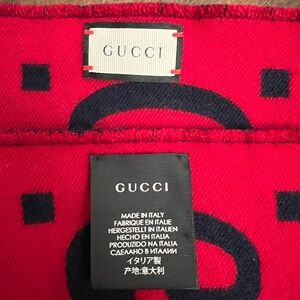 GUCCI
GUCCI
MADE IN ITALY
FABRIQUE EN ITALIE
HERGESTELLT IN ITALIEN
HECHO EN ITALIA
PRODUZIDO NA ITALIA
СДЕЛАНО В ИТАЛИИ
イタリア製
产地:意大利